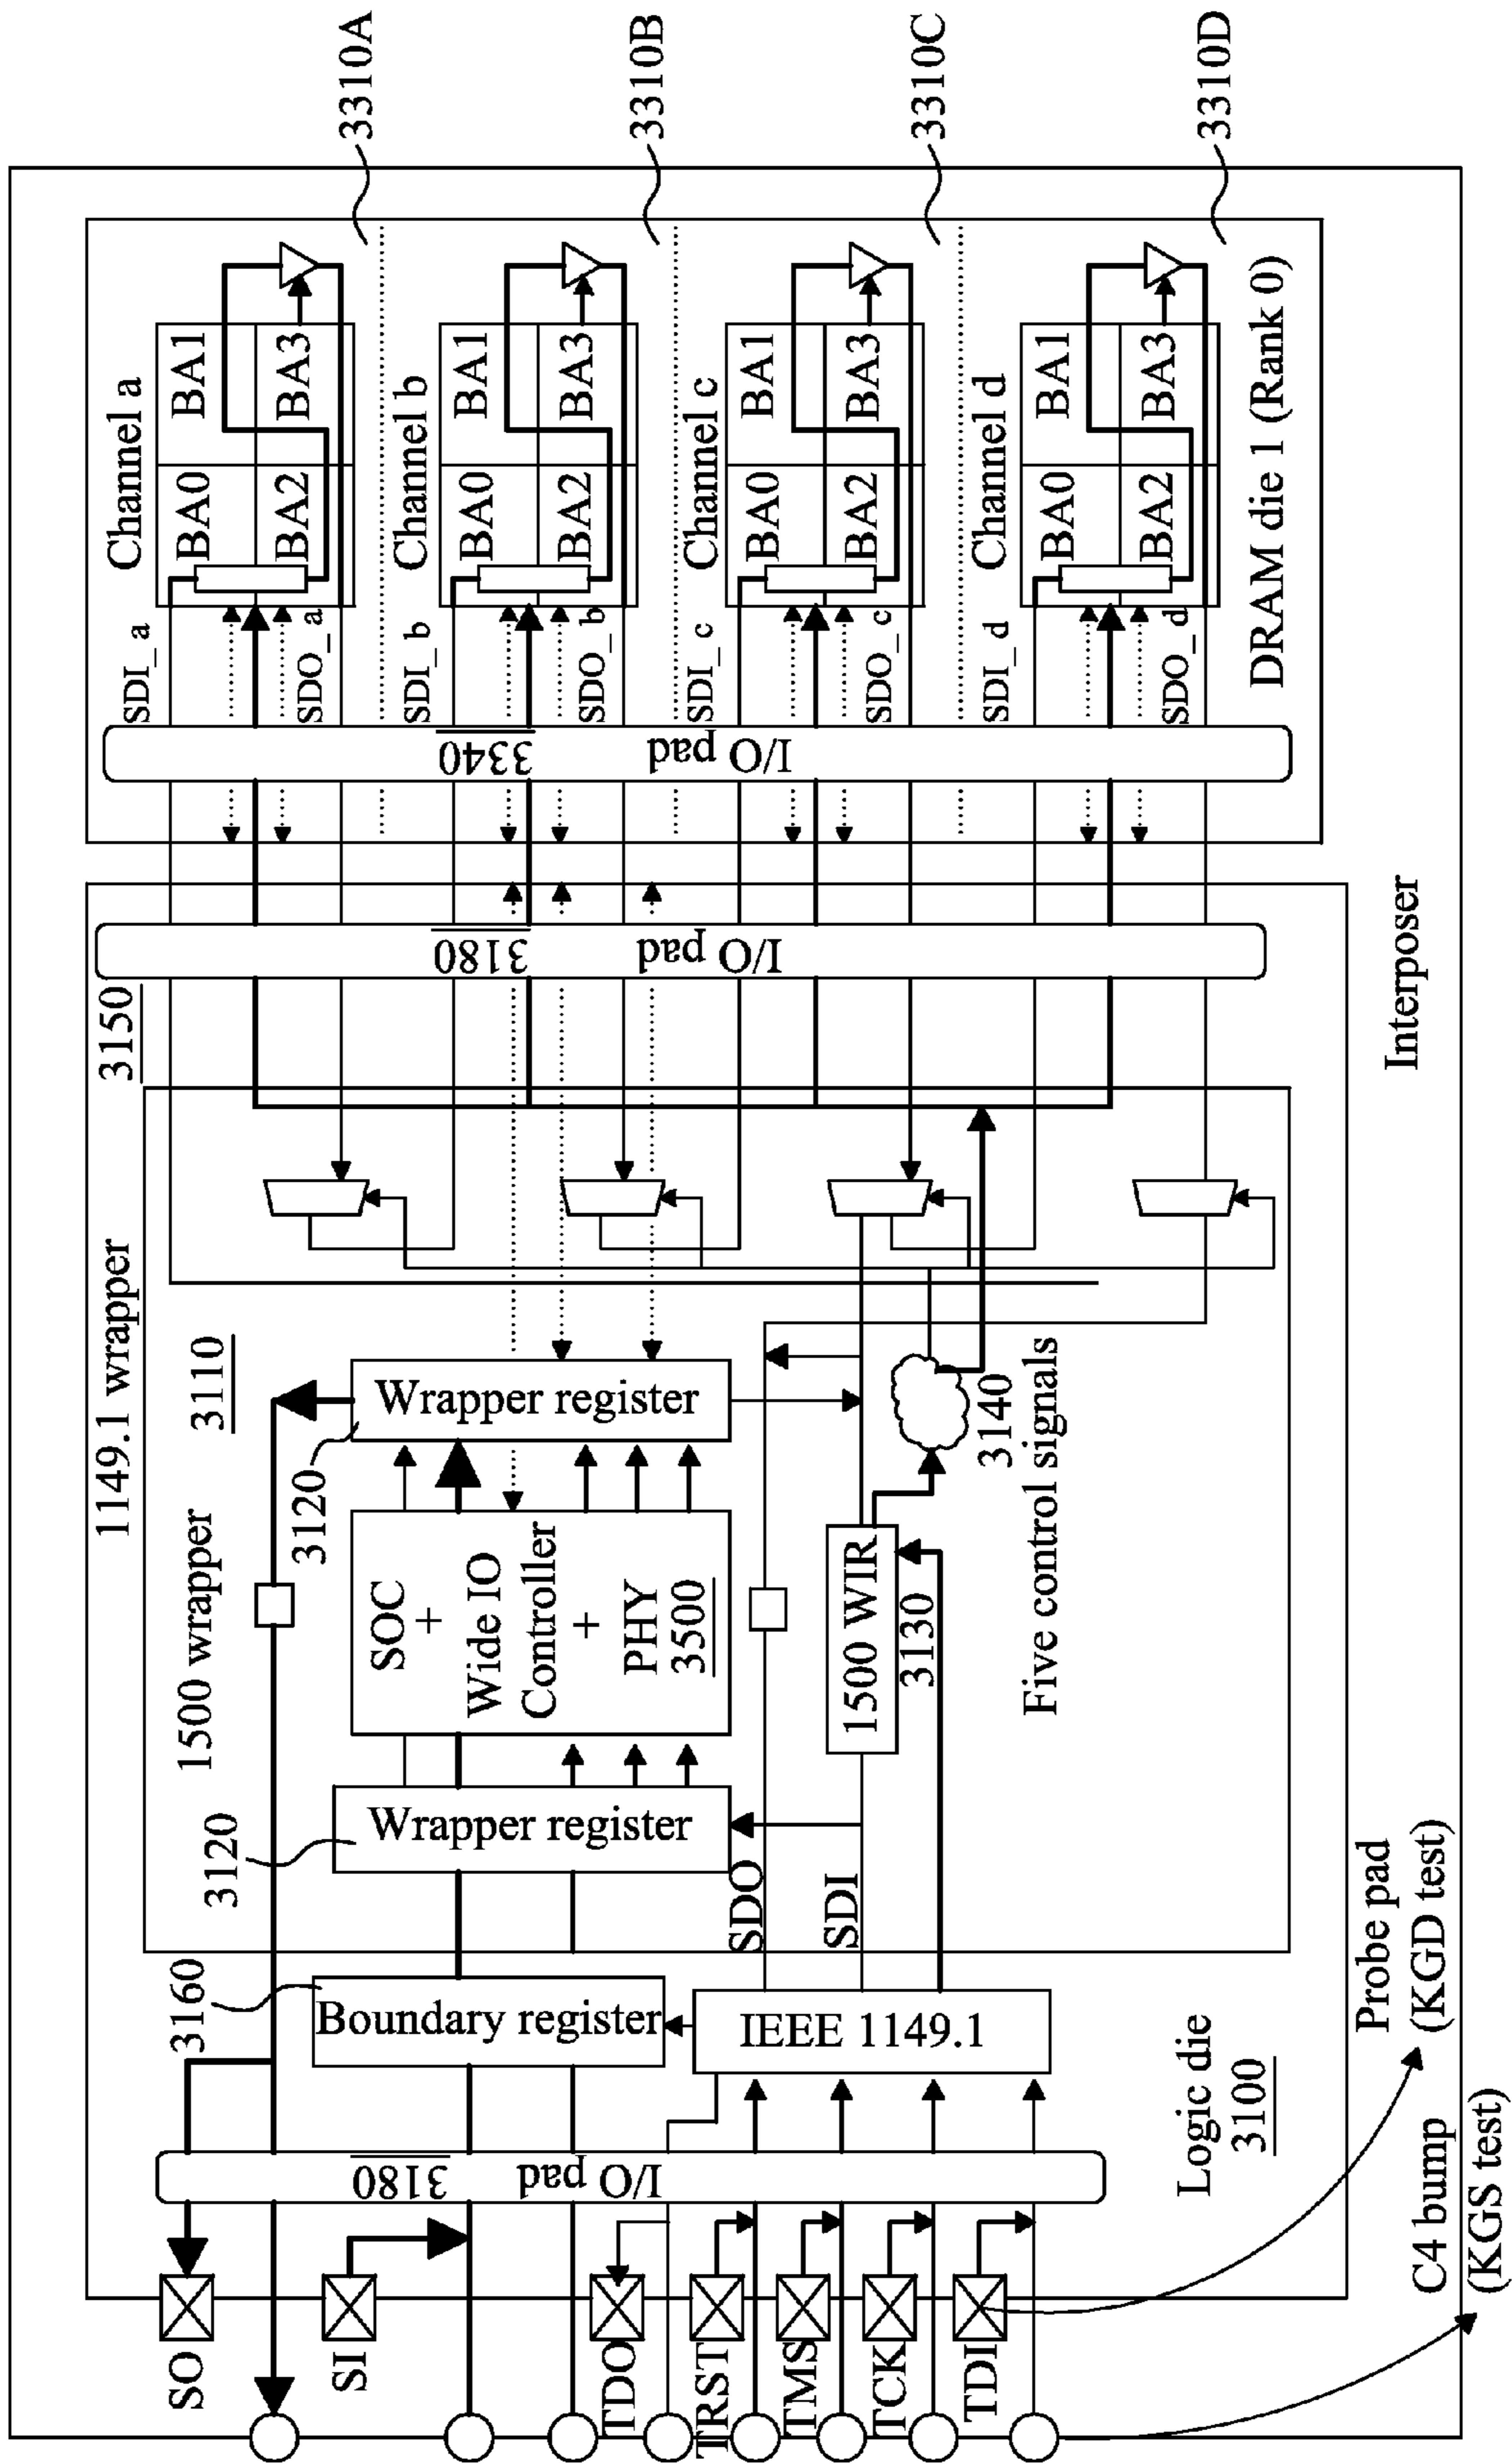 SO
SI
TDO
TRST
TMS
TCK
TDI
C4 bump
(KGS test)
Probe pad
(KGD test)
I/O pad
3180
Logic die
3100
3160
Boundary register
IEEE 1149.1
SDO
SDI
1149.1 wrapper
1500 wrapper
3110
3120
Wrapper register
SOC
+
Wide IO
Controller
+
PHY
3500
3120
Wrapper register
1500 WIR
3130
3140
Five control signals
3150
I/O pad
3180
Interposer
I/O pad
3340
Channel a
SDI_a
SDO_a
BA0
BA1
BA2
BA3
3310A
Channel b
SDI_b
SDO_b
BA0
BA1
BA2
BA3
3310B
Channel c
SDI_c
SDO_c
BA0
BA1
BA2
BA3
3310C
Channel d
SDI_d
SDO_d
BA0
BA1
BA2
BA3
3310D
DRAM die 1 (Rank 0)